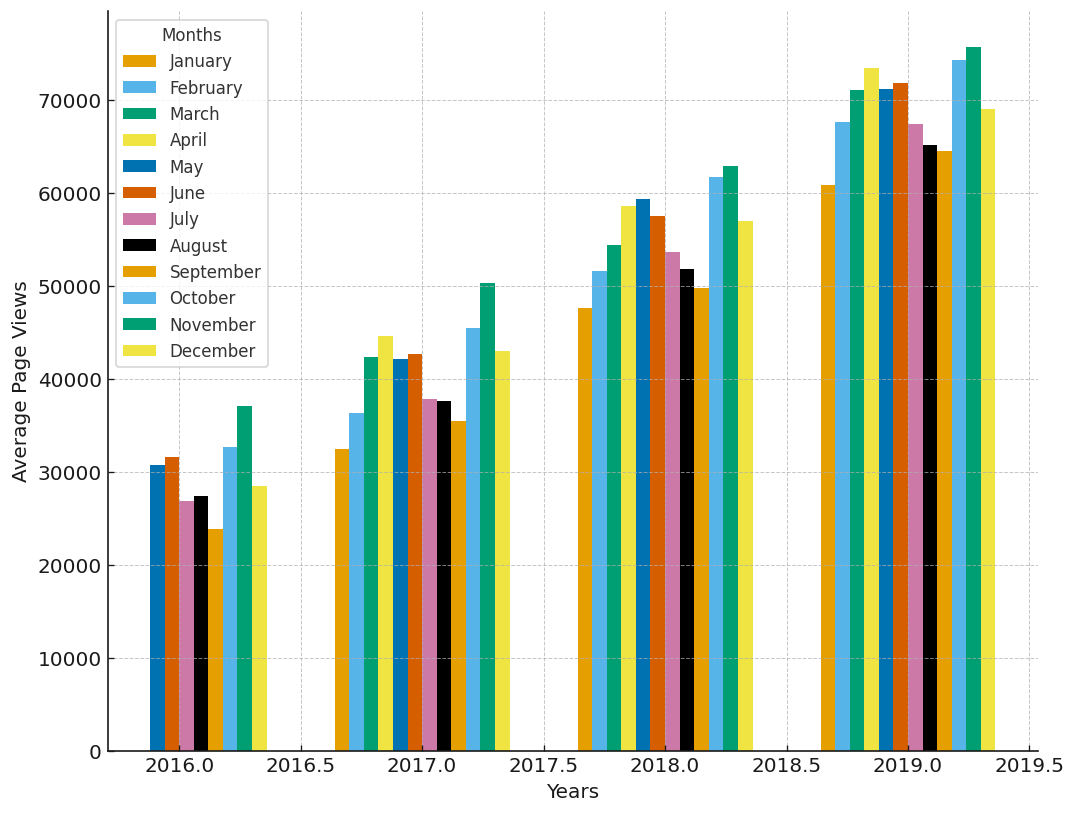 Months
January
February
March
April
May
June
July
August
September
October
November
December
Average Page Views
70000
60000
50000
40000
30000
20000
10000
0
2016.0 2016.5 2017.0 2017.5 2018.0 2018.5 2019.0 2019.5
Years